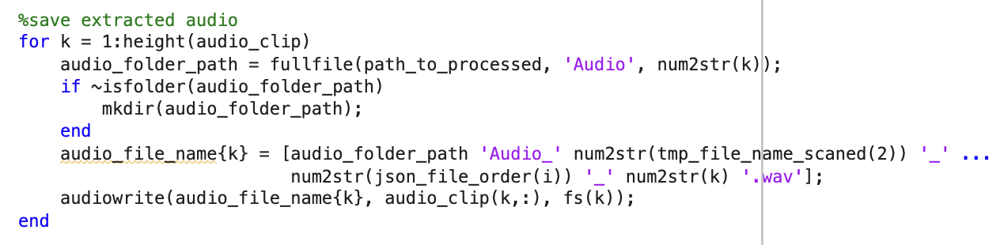 %save extracted audio
for k = 1:height(audio_clip)
    audio_folder_path = fullfile(path_to_processed, 'Audio', num2str(k));
    if ~isfolder(audio_folder_path)
        mkdir(audio_folder_path);
    end
    audio_file_name{k} = [audio_folder_path 'Audio_' num2str(tmp_file_name_scaned(2)) '_' ...
                          num2str(json_file_order(i)) '_' num2str(k) '.wav'];
    audiowrite(audio_file_name{k}, audio_clip(k,:), fs(k));
end